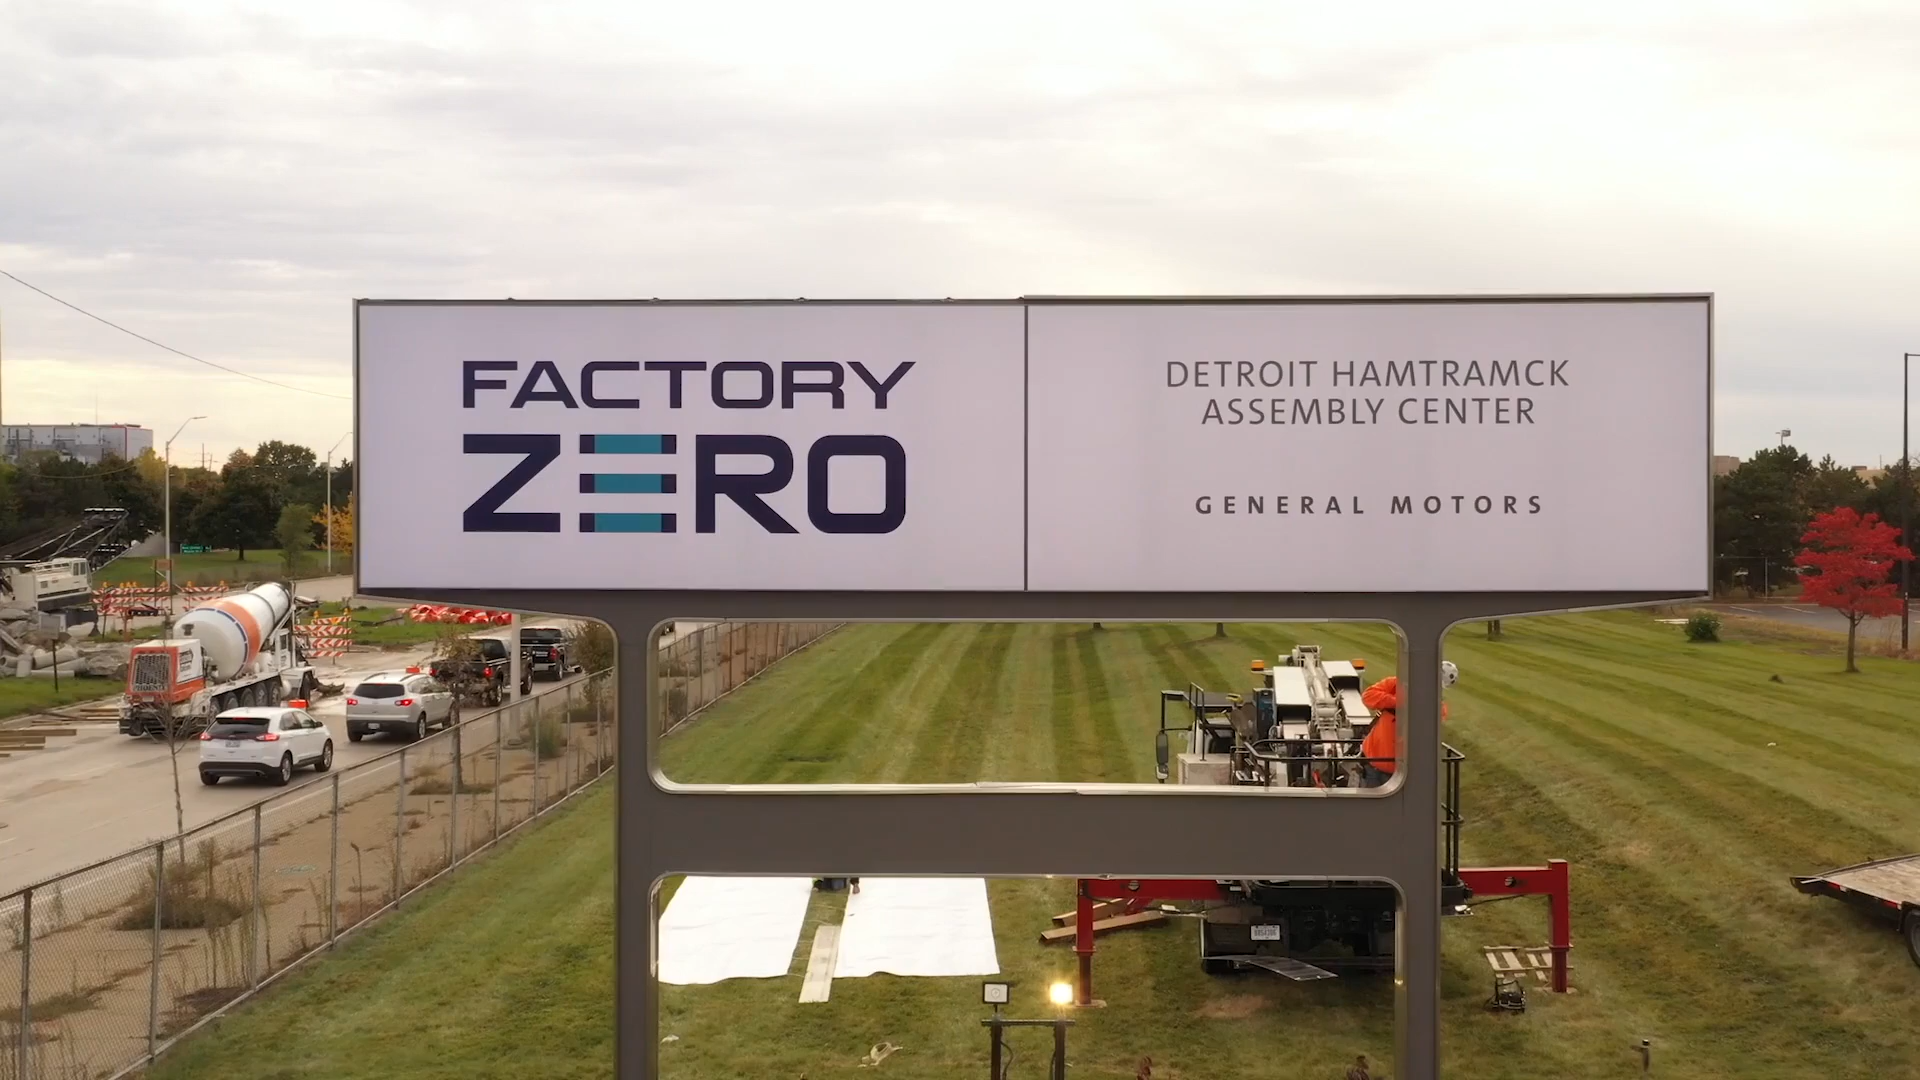 FACTORY
ZERO
DETROIT HAMTRAMCK
ASSEMBLY CENTER
GENERAL MOTORS